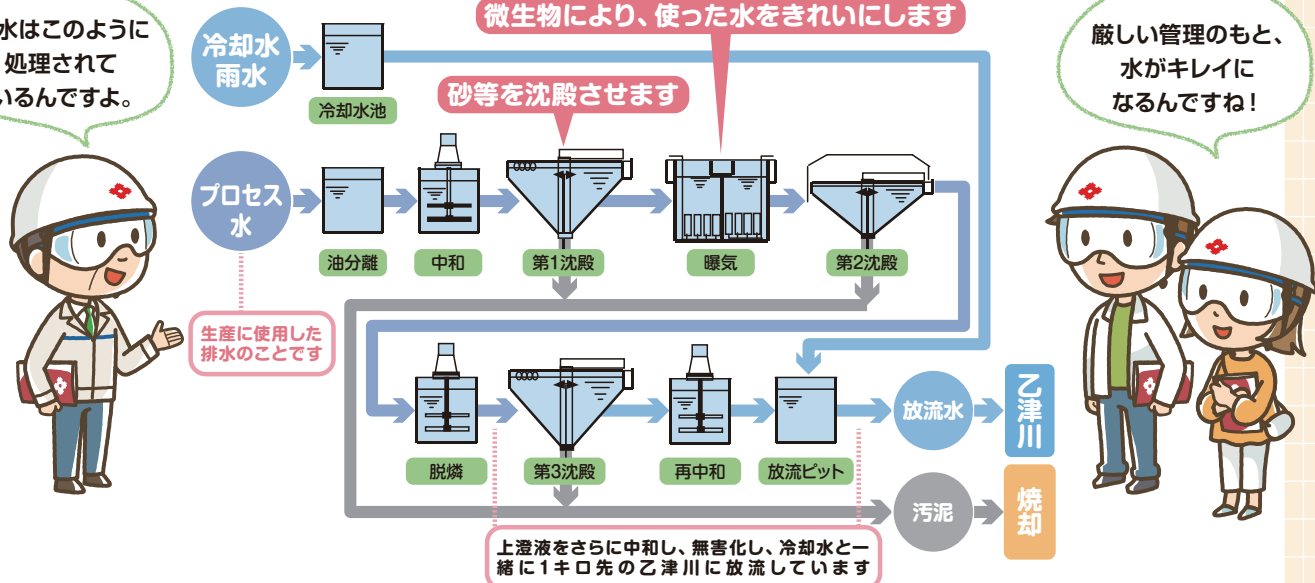 水はこのように
処理されて
いるんですよ。
冷却水
雨水
冷却水池
微生物により、使った水をきれいにします
砂等を沈殿させます
厳しい管理のもと、
水がキレイに
なるんですね！
プロセス
水
油分離
中和
第1沈殿
曝気
第2沈殿
生産に使用した
排水のことです
脱燐
第3沈殿
再中和
放流ピット
放流水
乙津川
汚泥
焼却
上澄液をさらに中和し、無害化し、冷却水と一
緒に1キロ先の乙津川に放流しています